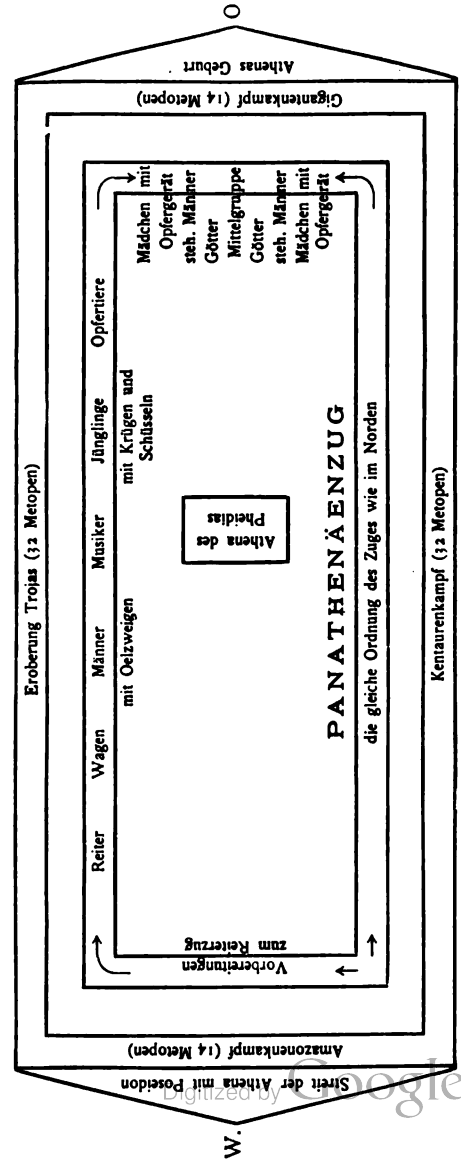 O
Athenas Geburt
Gigantenkampf (14 Metopen)
Eroberung Trojas (32 Metopen)
Reiter Wagen Männer Musiker Jünglinge Opfertiere
mit Oelzweigen
mit Krügen und
Schüsseln
Mädchen mit
Opfergerät
steh. Männer
Götter
Mittelgruppe
Götter
steh. Männer
Mädchen mit
Opfergerät
Athena des
Pheidias
PANATHENÄENZUG
die gleiche Ordnung des Zuges wie im Norden
Kentaurenkampf (32 Metopen)
Vorbereitungen
zum Reiterzug
Amazonenkampf (14 Metopen)
Streit der Athena mit Poseidon
W.
Digitized by Google